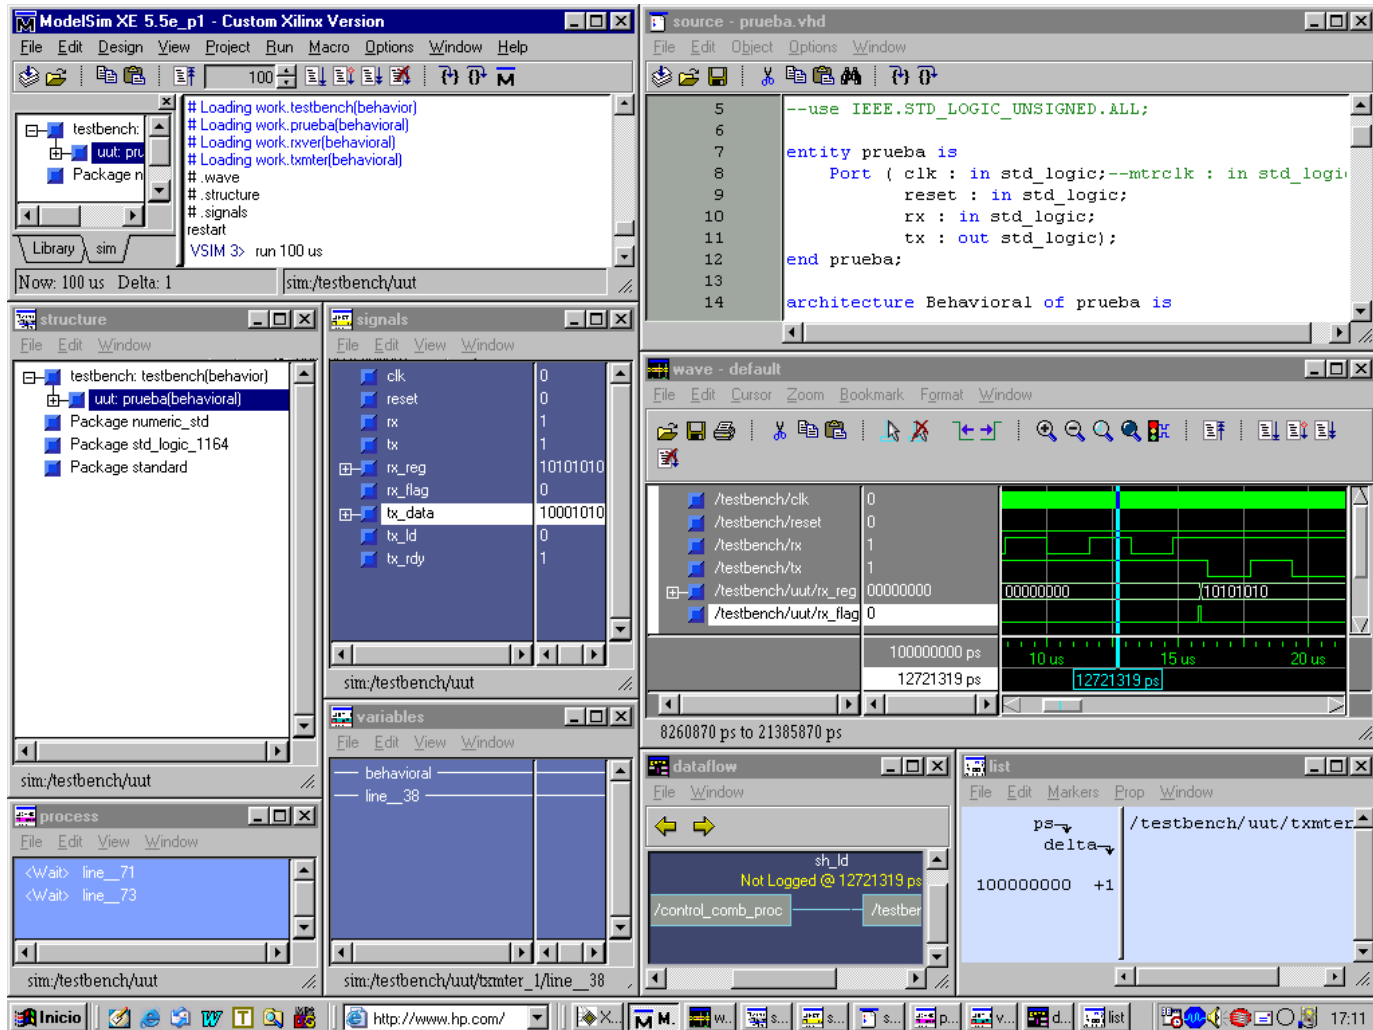 ModelSim XE 5.5e_p1 - Custom Xilinx Version
File Edit Design View Project Run Macro Options Window Help
100
testbench:
uut: pru
Package n
Library sim
# Loading work.testbench(behavior)
# Loading work.prueba(behavioral)
# Loading work.rxver(behavioral)
# Loading work.txmter(behavioral)
# .wave
# .structure
# .signals
restart
VSIM 3> run 100 us
Now: 100 us Delta: 1
sim:/testbench/uut
source - prueba.vhd
File Edit Object Options Window
5 --use IEEE.STD_LOGIC_UNSIGNED.ALL;
6
7 entity prueba is
8 Port ( clk : in std_logic;--mtrclk : in std_logi
9 reset : in std_logic;
10 rx : in std_logic;
11 tx : out std_logic);
12 end prueba;
13
14 architecture Behavioral of prueba is
structure
File Edit Window
testbench: testbench(behavior)
uut: prueba(behavioral)
Package numeric_std
Package std_logic_1164
Package standard
sim:/testbench/uut
signals
File Edit View Window
clk 0
reset 0
rx 1
tx 1
rx_reg 10101010
rx_flag 0
tx_data 10001010
tx_ld 0
tx_rdy 1
sim:/testbench/uut
wave - default
File Edit Cursor Zoom Bookmark Format Window
/testbench/clk 0
/testbench/reset 0
/testbench/rx 1
/testbench/tx 1
/testbench/uut/rx_reg 00000000 00000000 10101010
/testbench/uut/rx_flag 0
100000000 ps
10 us 15 us 20 us
12721319 ps 12721319 ps
8260870 ps to 21385870 ps
process
File Edit View Window
<Wait> line__71
<Wait> line__73
sim:/testbench/uut
variables
File Edit View Window
behavioral
line__38
sim:/testbench/uut/txmter_1/line__38
dataflow
File Window
sh_ld
Not Logged @ 12721319 ps
/control_comb_proc /testber
list
File Edit Markers Prop Window
ps
delta
/testbench/uut/txmter
100000000 +1
Inicio http://www.hp.com/ X... M. w.. s... s... s... p... v... d... list 17:11